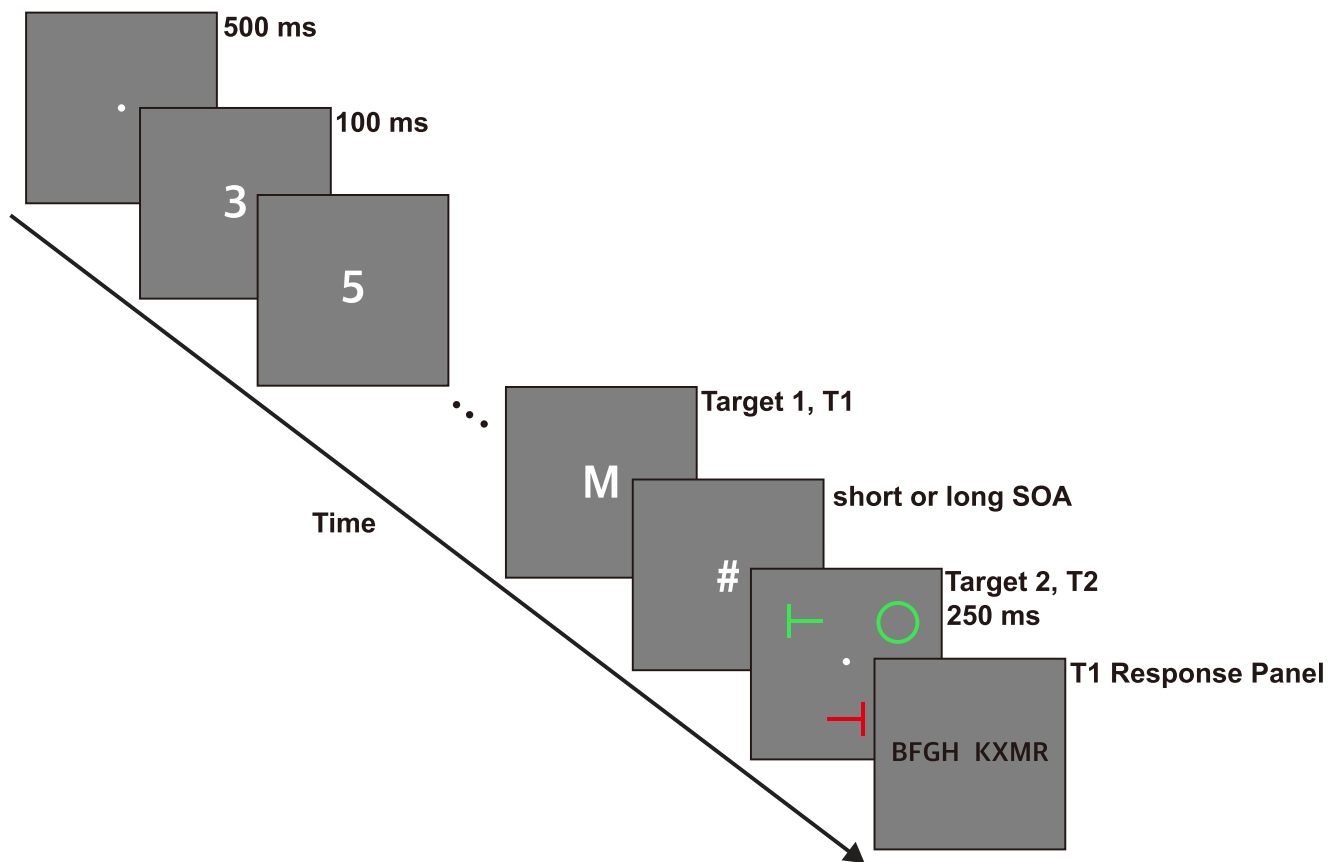 500 ms
100 ms
3
5
Target 1, T1
M
short or long SOA
Time
#
Target 2, T2
250 ms
T1 Response Panel
BFGH KXMR